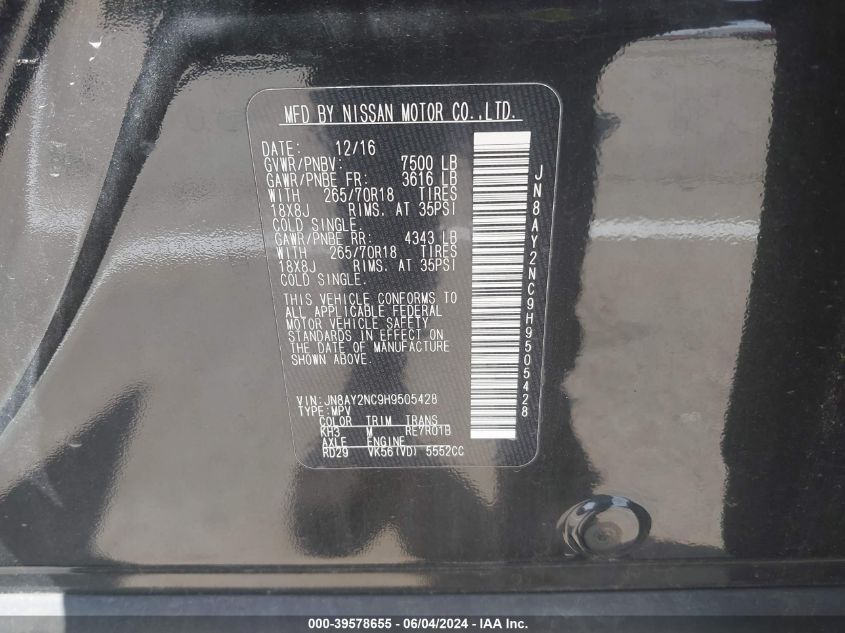 MFD BY NISSAN MOTOR CO.,LTD.
DATE: 12/16
GVWR/PNBV: 7500 LB
GAWR/PNBE FR: 3616 LB
WITH 265/70R18 TIRES
18X8J RIMS. AT 35PSI
COLD SINGLE.
GAWR/PNBE RR: 4343 LB
WITH 265/70R18 TIRES
18X8J RIMS. AT 35PSI
COLD SINGLE.
THIS VEHICLE CONFORMS TO
ALL APPLICABLE FEDERAL
MOTOR VEHICLE SAFETY
STANDARDS IN EFFECT ON
THE DATE OF MANUFACTURE
SHOWN ABOVE.
VIN:JN8AY2NC9H9505428
TYPE:MPV
COLOR TRIM TRANS
KH3 M RE7R01B
AXLE ENGINE
RD29 VK56(VD) 5552CC
JN8AY2NC9H9505428
000-39578655 - 06/04/2024 - IAA Inc.